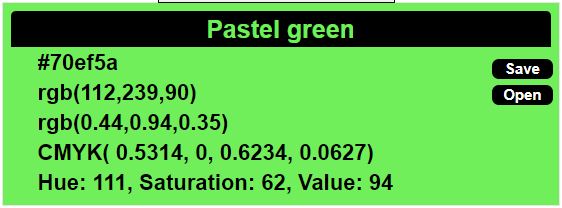 Pastel green
#70ef5a
Save
rgb(112,239,90)
Open
rgb(0.44,0.94,0.35)
CMYK( 0.5314, 0, 0.6234, 0.0627)
Hue: 111, Saturation: 62, Value: 94